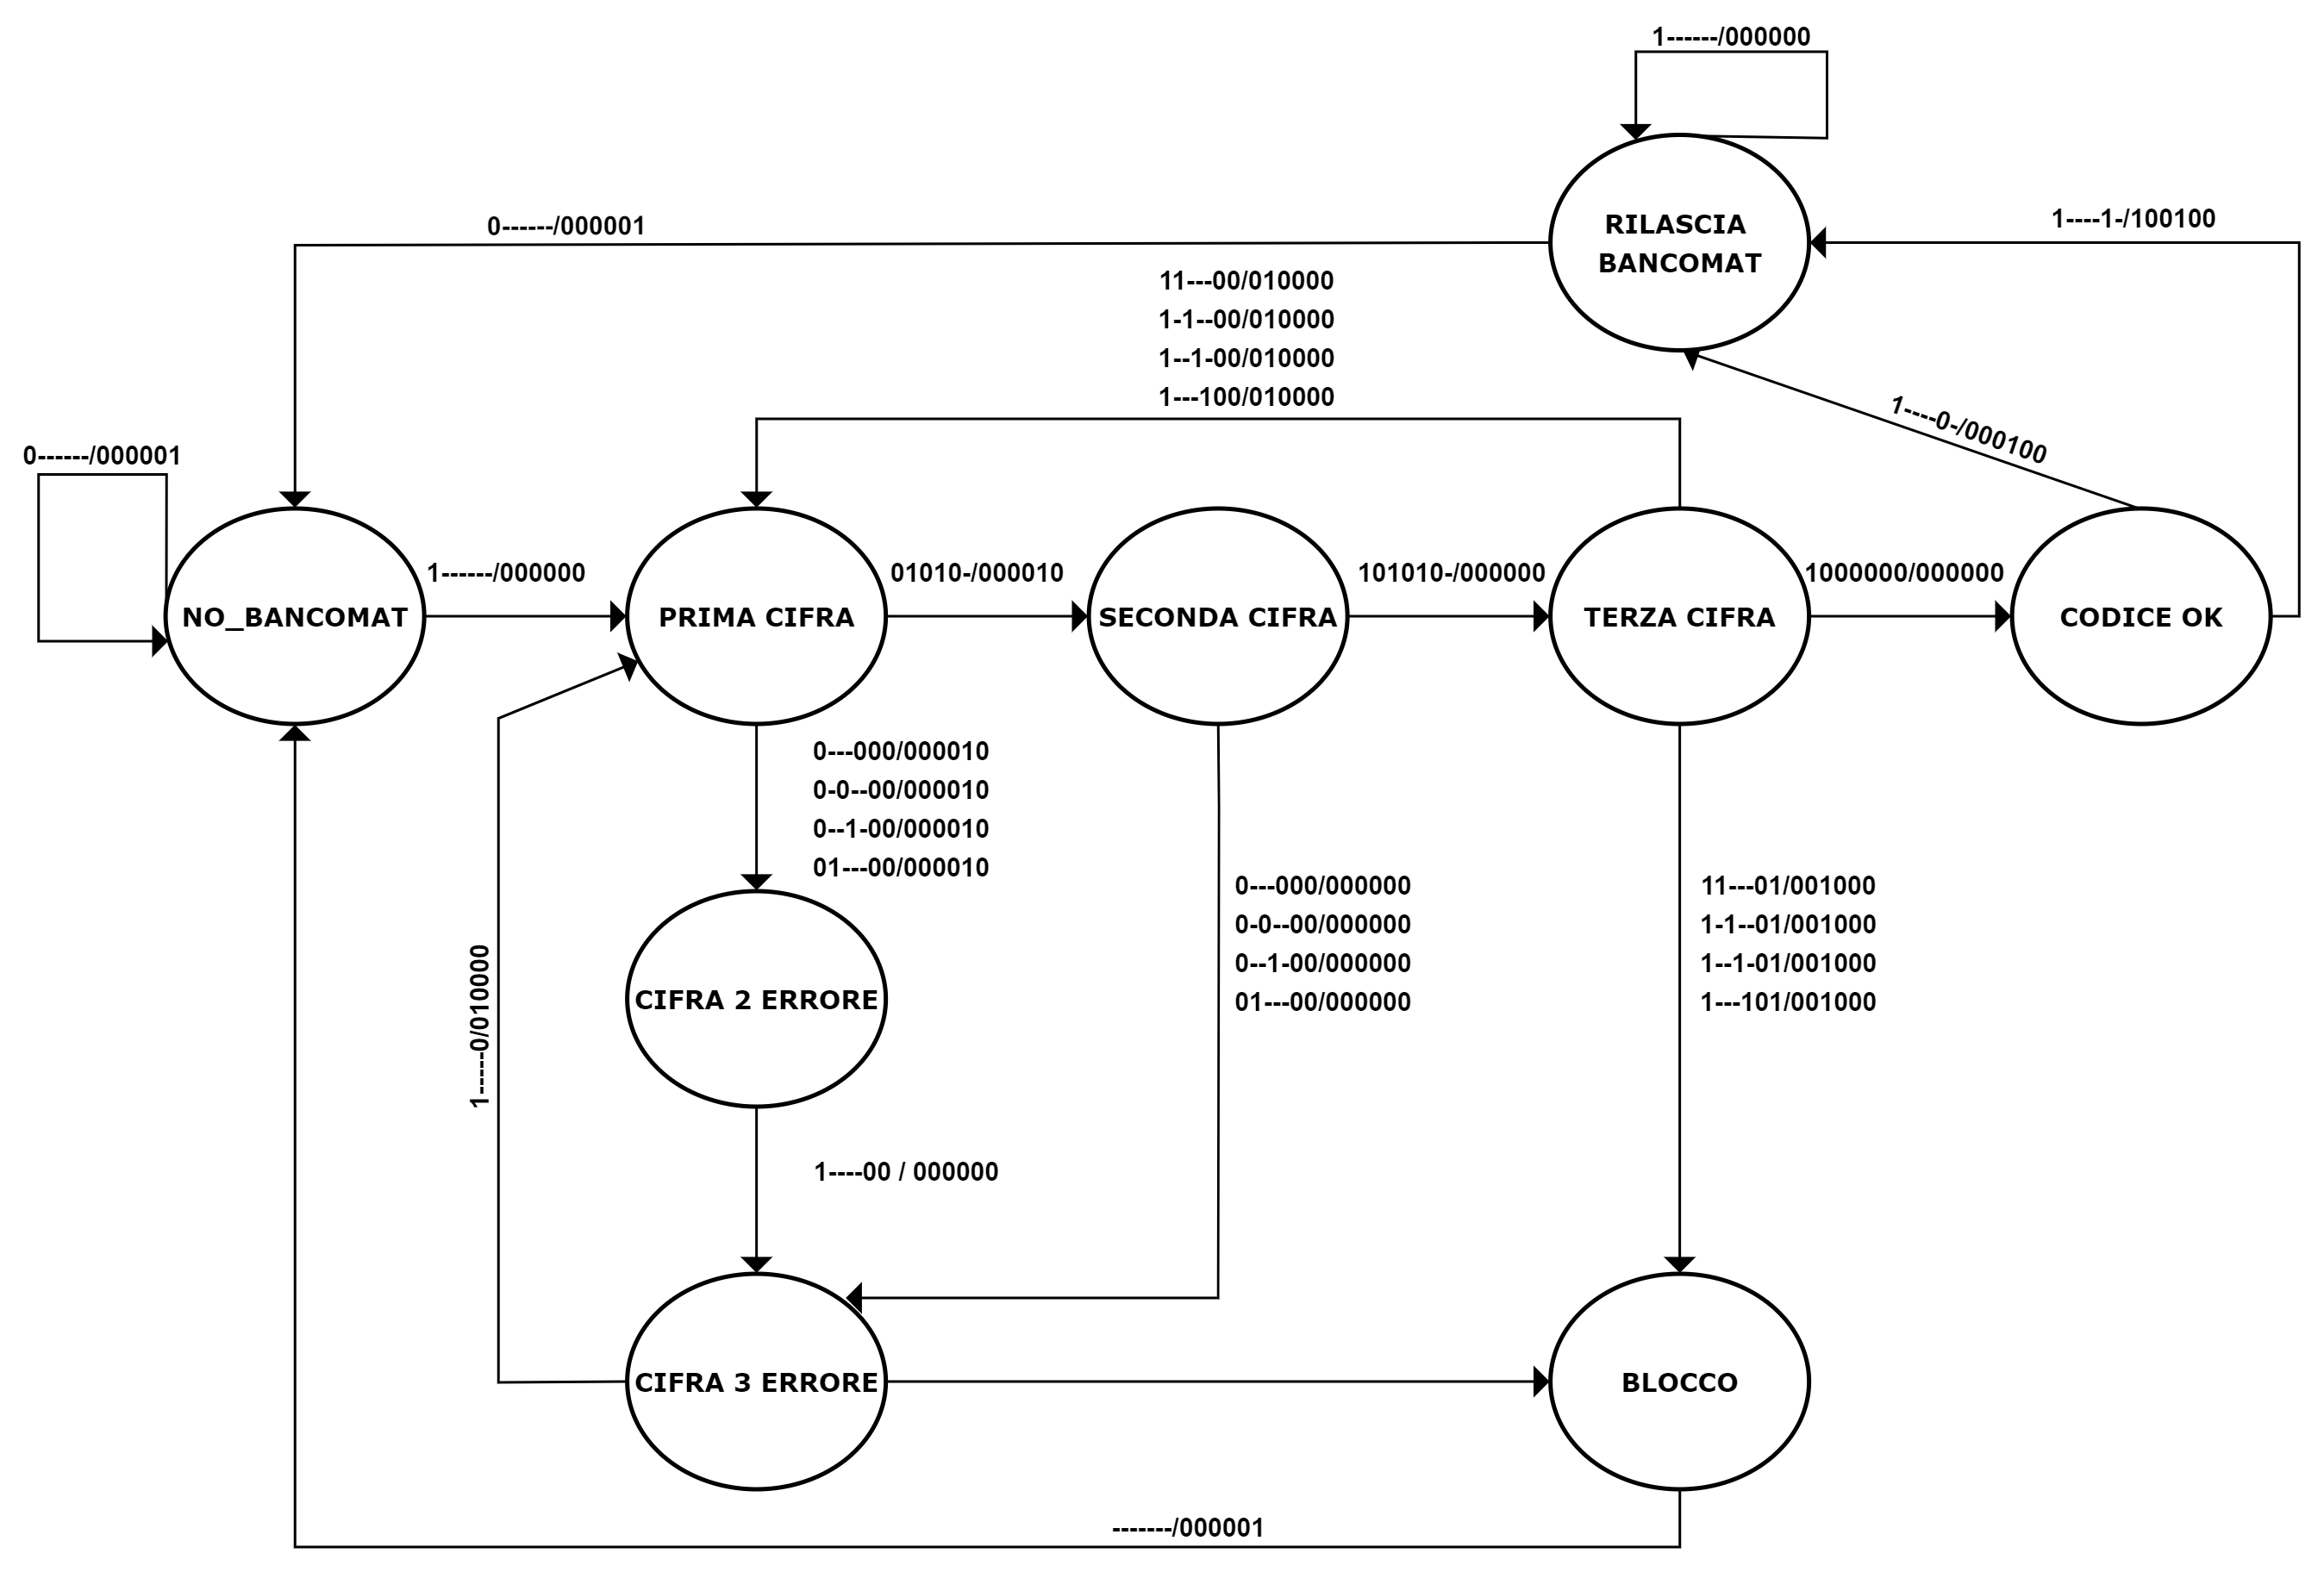 1------/000000
RILASCIA
BANCOMAT
0------/000001
1----1-/100100
11---00/010000
1-1--00/010000
1--1-00/010000
1---100/010000
1----0-/000100
0------/000001
NO_BANCOMAT
1------/000000
PRIMA CIFRA
01010-/000010
SECONDA CIFRA
101010-/000000
TERZA CIFRA
1000000/000000
CODICE OK
0---000/000010
0-0--00/000010
0--1-00/000010
01---00/000010
0---000/000000
0-0--00/000000
0--1-00/000000
01---00/000000
11---01/001000
1-1--01/001000
1--1-01/001000
1---101/001000
1-----0/010000
CIFRA 2 ERRORE
1----00 / 000000
CIFRA 3 ERRORE
BLOCCO
-------/000001